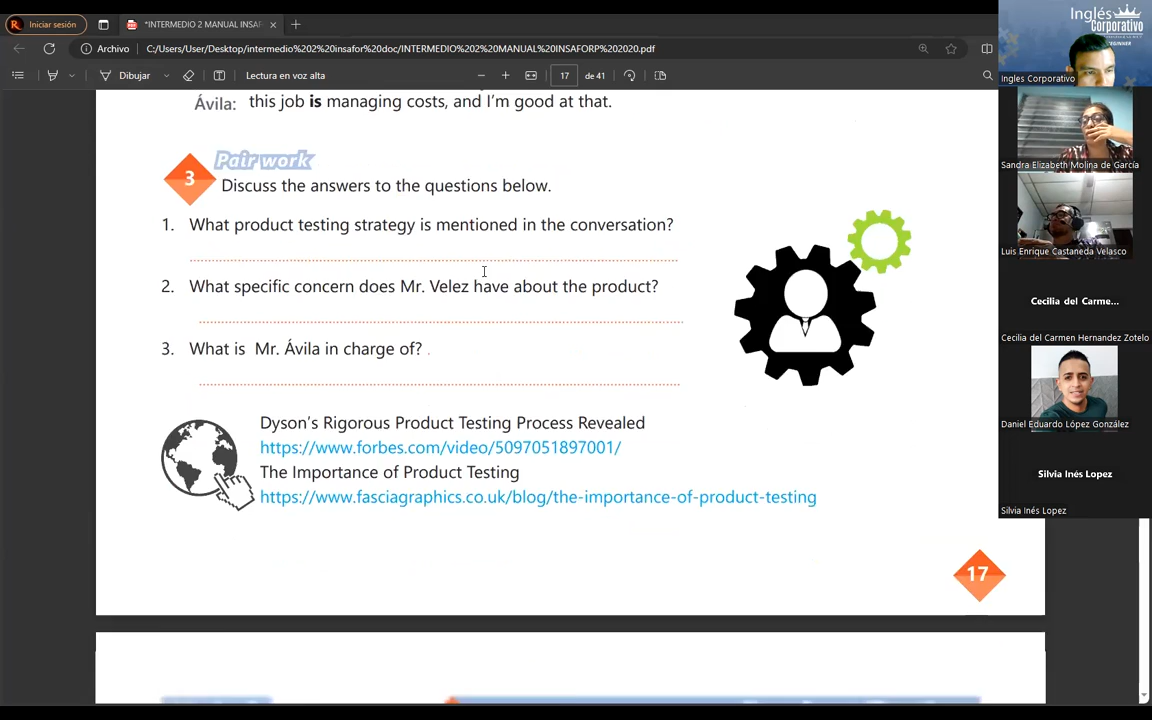 Iniciar sesión
*INTERMEDIO 2 MANUAL INSAF
Archivo
C:/Users/User/Desktop/intermedio%202%20insafor%20doc/INTERMEDIO%202%20MANUAL%20INSAFORP%202020.pdf
Dibujar
Lectura en voz alta
17
de 41
Ávila: this job is managing costs, and I'm good at that.
3
Pair work
Discuss the answers to the questions below.
1. What product testing strategy is mentioned in the conversation?
2. What specific concern does Mr. Velez have about the product?
3. What is Mr. Ávila in charge of?
Dyson's Rigorous Product Testing Process Revealed
https://www.forbes.com/video/5097051897001/
The Importance of Product Testing
https://www.fasciagraphics.co.uk/blog/the-importance-of-product-testing
17
Inglés
Corporativo
Ingles Corporativo
Sandra Elizabeth Molina de García
Luis Enrique Castaneda Velasco
Cecilia del Carme...
Cecilia del Carmen Hernandez Zotelo
Daniel Eduardo López González
Silvia Inés Lopez
Silvia Inés Lopez